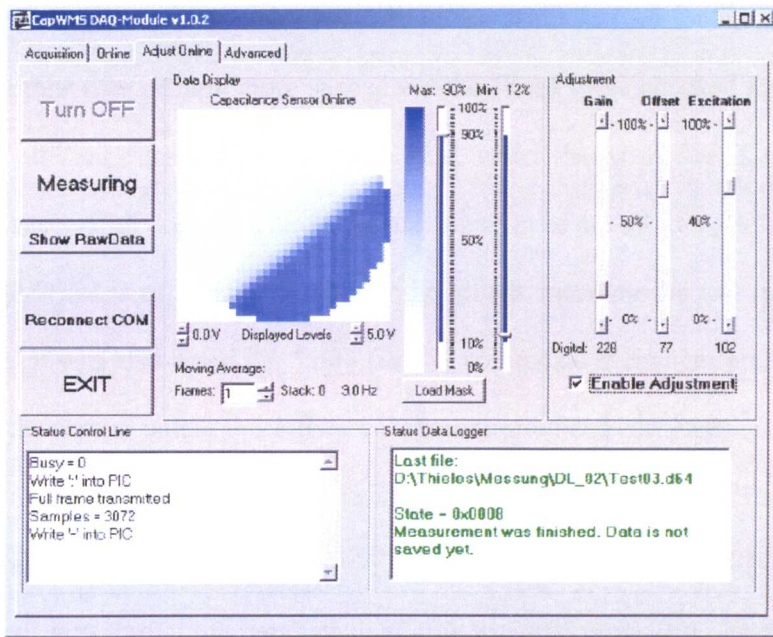 CapWMS DAQ-Module v1.0.2
Acquisition Online Adjust Online Advanced
Turn OFF
Measuring
Show RawData
Reconnect COM
EXIT
Data Display
Capacitance Sensor Online
Max: 90% Min: 12%
100%
90%
50%
10%
0%
0.0 V Displayed Levels 5.0 V
Moving Average:
Frames: 1 Stack: 0 3.0 Hz
Load Mask
Adjustment
Gain Offset Excitation
100% 100%
50% 40%
0% 0%
Digital: 228 77 102
Enable Adjustment
Status Control Line
Busy = 0
Write ':' into PIC
Full frame transmitted
Samples = 3072
Write '-' into PIC
Status Data Logger
Last file:
D:\Thieles\Messung\DL_02\Test03.d64
State = 0x0008
Measurement was finished. Data is not
saved yet.